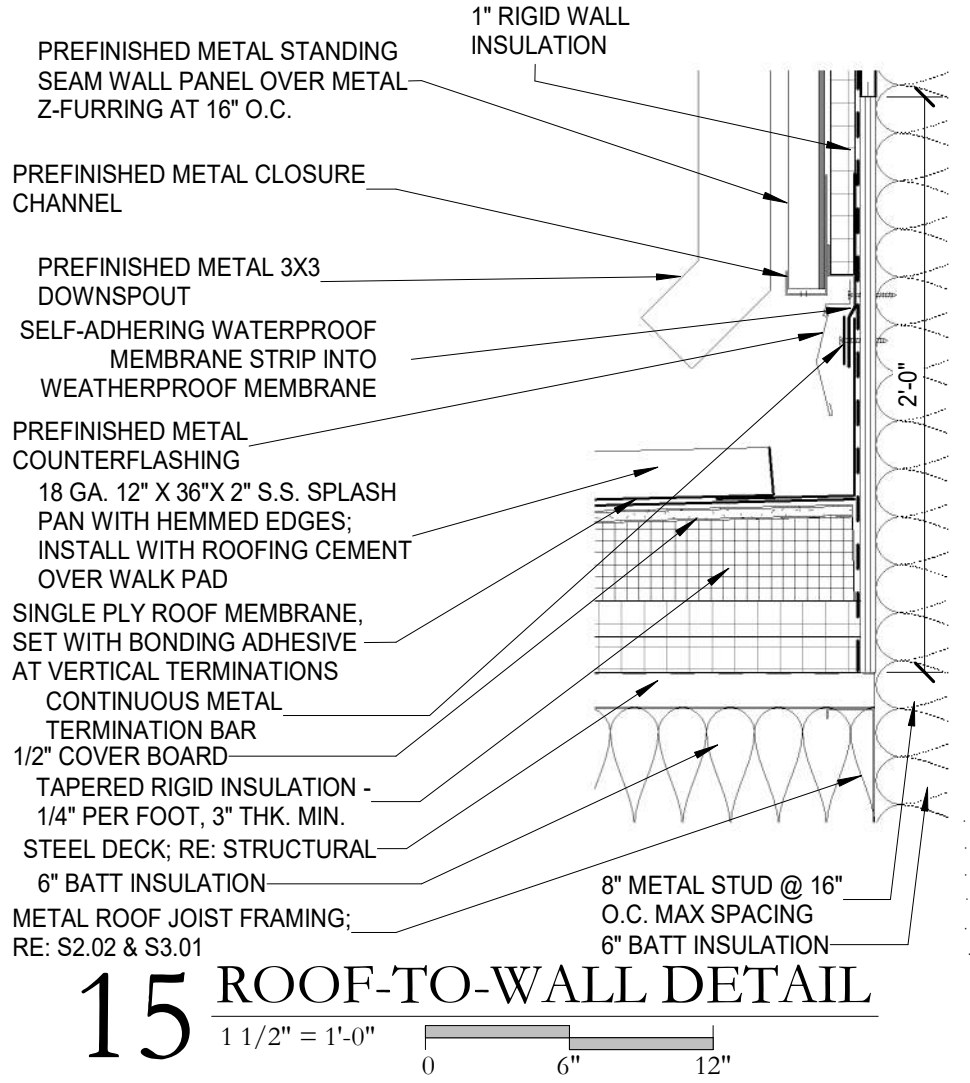 1" RIGID WALL
INSULATION
PREFINISHED METAL STANDING
SEAM WALL PANEL OVER METAL
Z-FURRING AT 16" O.C.
PREFINISHED METAL CLOSURE
CHANNEL
PREFINISHED METAL 3X3
DOWNSPOUT
SELF-ADHERING WATERPROOF
MEMBRANE STRIP INTO
WEATHERPROOF MEMBRANE
PREFINISHED METAL
COUNTERFLASHING
18 GA. 12" X 36"X 2" S.S. SPLASH
PAN WITH HEMMED EDGES;
INSTALL WITH ROOFING CEMENT
OVER WALK PAD
SINGLE PLY ROOF MEMBRANE,
SET WITH BONDING ADHESIVE
AT VERTICAL TERMINATIONS
CONTINUOUS METAL
TERMINATION BAR
1/2" COVER BOARD
TAPERED RIGID INSULATION -
1/4" PER FOOT, 3" THK. MIN.
STEEL DECK; RE: STRUCTURAL
6" BATT INSULATION
METAL ROOF JOIST FRAMING;
RE: S2.02 & S3.01
2'-0"
8" METAL STUD @ 16"
O.C. MAX SPACING
6" BATT INSULATION
15 ROOF-TO-WALL DETAIL
1 1/2" = 1'-0"
0 6" 12"